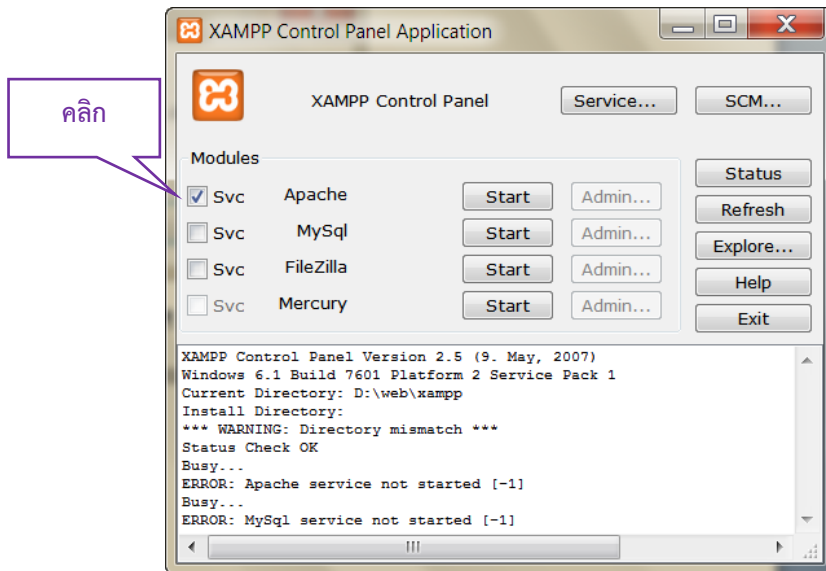 XAMPP Control Panel Application
คลิก
XAMPP Control Panel
Service...
SCM...
Modules
Svc Apache Start Admin...
Svc MySql Start Admin...
Svc FileZilla Start Admin...
Svc Mercury Start Admin...
Status
Refresh
Explore...
Help
Exit
XAMPP Control Panel Version 2.5 (9. May, 2007)
Windows 6.1 Build 7601 Platform 2 Service Pack 1
Current Directory: D:\web\xampp
Install Directory:
*** WARNING: Directory mismatch ***
Status Check OK
Busy...
ERROR: Apache service not started [-1]
Busy...
ERROR: MySql service not started [-1]